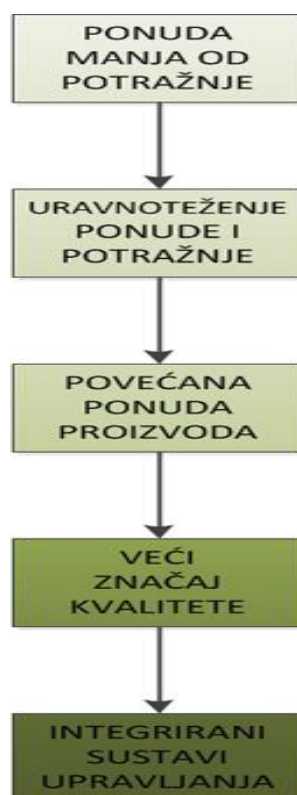 PONUDA
MANJA OD
POTRAŽNJE
URAVNOTEŽENJE
PONUDE I
POTRAŽNJE
POVEĆANA
PONUDA
PROIZVODA
VEĆI
ZNAČAJ
KVALITETE
INTEGRIRANI
SUSTAVI
UPRAVLJANJA